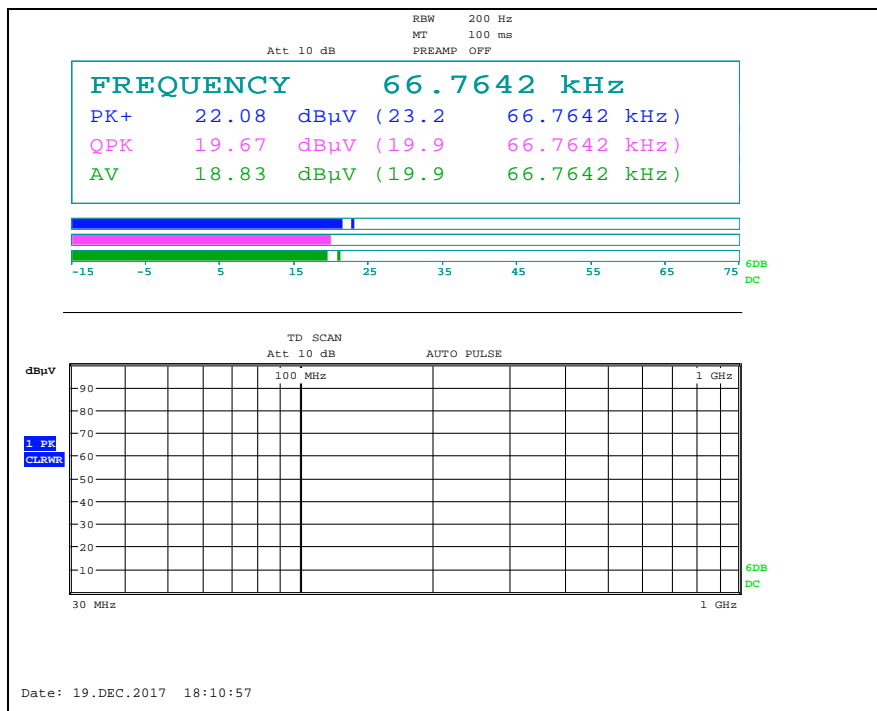 RBW 200 Hz
MT 100 ms
Att 10 dB PREAMP OFF
FREQUENCY 66.7642 kHz
PK+ 22.08 dBµV (23.2 66.7642 kHz)
QPK 19.67 dBµV (19.9 66.7642 kHz)
AV 18.83 dBµV (19.9 66.7642 kHz)
-15 -5 5 15 25 35 45 55 65 75
6DB
DC
TD SCAN
Att 10 dB AUTO PULSE
dBµV
100 MHz 1 GHz
90
80
70
1 PK
CLRWR
60
50
40
30
20
10
6DB
DC
30 MHz 1 GHz
Date: 19.DEC.2017 18:10:57